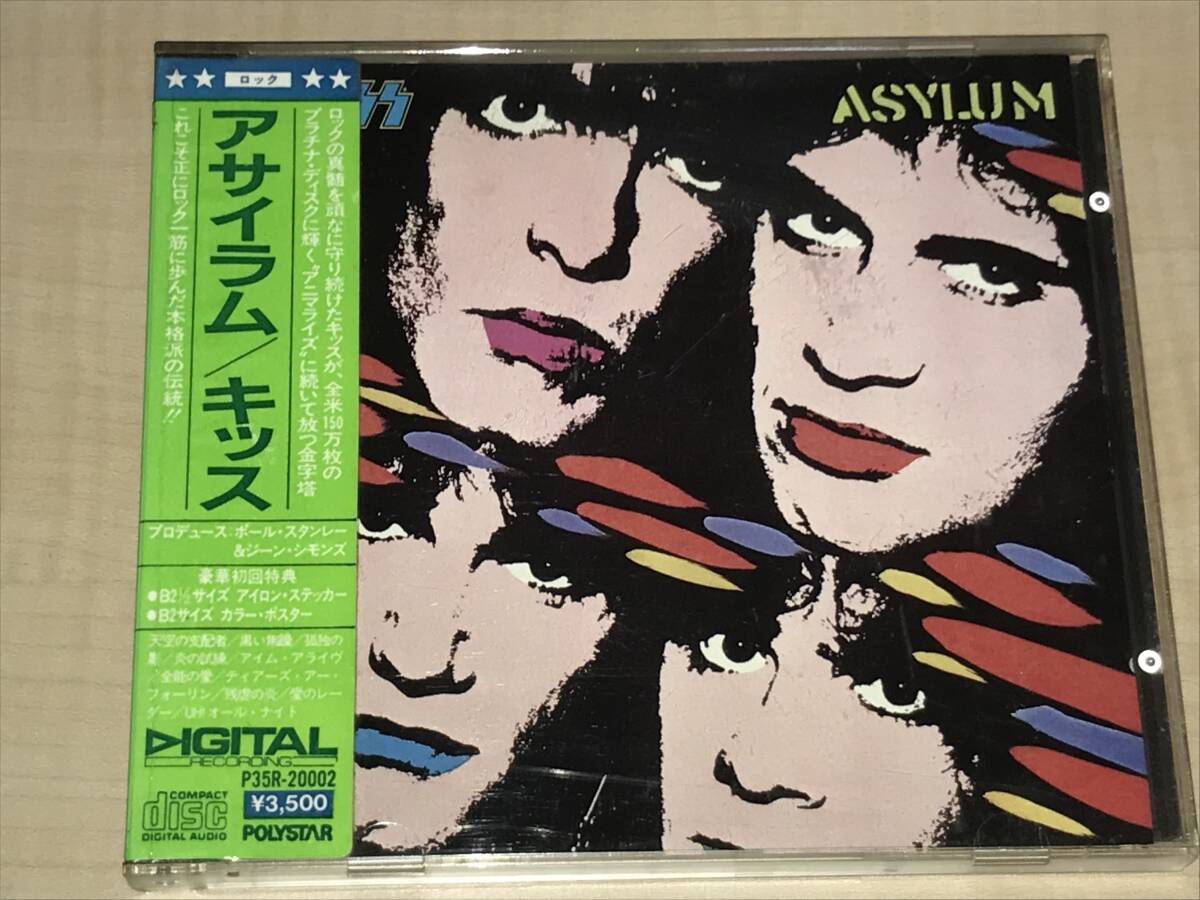 ロック
アサイラム/キッス
ロックの真髄を頑なに守り続けたキッスが、全米150万枚の
プラチナ・ディスクに輝く“アニマライズ”に続いて放つ金字塔
これこそ正にロック一筋に歩んだ本格派の伝統!!
プロデュース:ポール・スタンレー
&ジーン・シモンズ
豪華初回特典
●B2½サイズ アイロン・ステッカー
●B2サイズ カラー・ポスター
天空の支配者/黒い無躁/孤独の
影/炎の試練/アイム・アライヴ
/全能の愛/ティアーズ・アー・
フォーリン/残虐の炎/愛のレー
ダー/UH!オール・ナイト
DIGITAL
RECORDING
P35R-20002
COMPACT
disc
DIGITAL AUDIO
¥3,500
POLYSTAR
ASYLUM